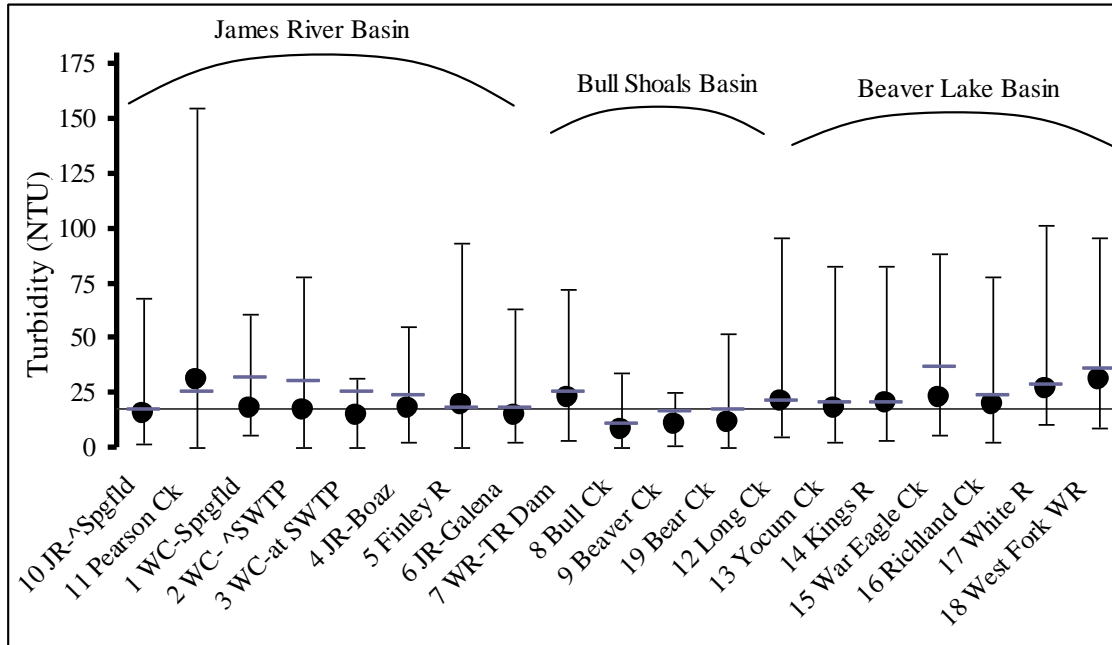 James River Basin
Bull Shoals Basin
Beaver Lake Basin
Turbidity (NTU)
175
150
125
100
75
50
25
0
10 JR-^Spgfld
11 Pearson Ck
1 WC-Sprgfld
2 WC- ^SWTP
3 WC-at SWTP
4 JR-Boaz
5 Finley R
6 JR-Galena
7 WR-TR Dam
8 Bull Ck
9 Beaver Ck
19 Bear Ck
12 Long Ck
13 Yocum Ck
14 Kings R
15 War Eagle Ck
16 Richland Ck
17 White R
18 West Fork WR